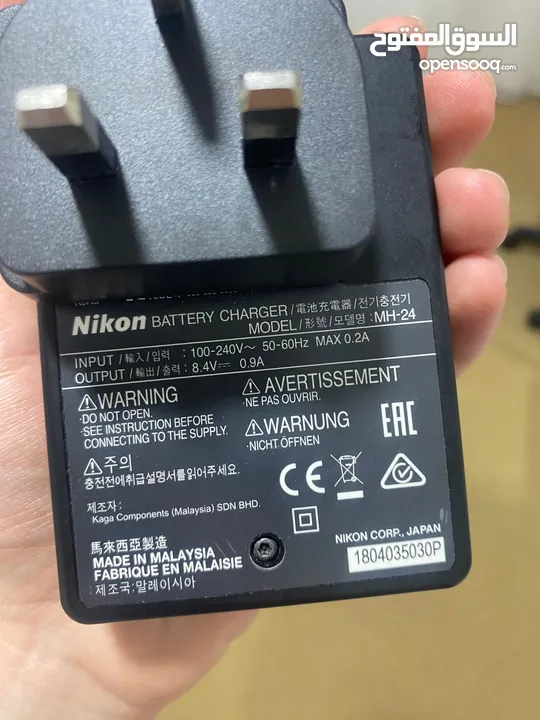 السوق المفتوح
opensooq.com
Nikon BATTERY CHARGER/電池充電器/전기충전기
MODEL/形號/모델명:MH-24
INPUT/輸入/입력 : 100-240V~ 50-60Hz MAX 0.2A
OUTPUT/輸出/출력 : 8.4V⎓ 0.9A
⚠WARNING
·DO NOT OPEN.
·SEE INSTRUCTION BEFORE
CONNECTING TO THE SUPPLY.
⚠AVERTISSEMENT
·NE PAS OUVRIR.
⚠WARNUNG
·NICHT ÖFFNEN
EAC
⚠주의
충전전에취급설명서를읽어주세요.
CE
제조자:
Kaga Components (Malaysia) SDN BHD.
馬來西亞製造
MADE IN MALAYSIA
FABRIQUE EN MALAISIE
제조국:말레이시아
NIKON CORP., JAPAN
1804035030P